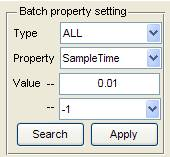 Batch property setting
Type ALL
Property SampleTime
Value -- 0.01
-- -1
Search Apply